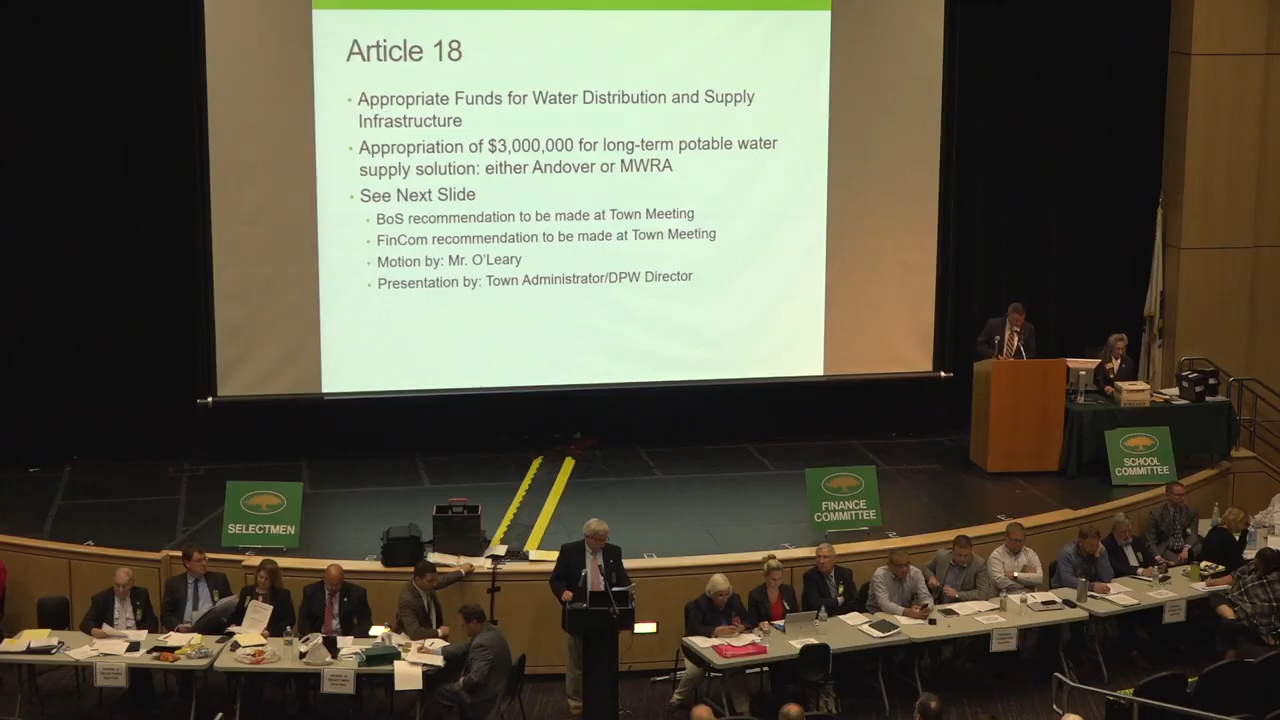 Article 18
• Appropriate Funds for Water Distribution and Supply
Infrastructure
• Appropriation of $3,000,000 for long-term potable water
supply solution: either Andover or MWRA
• See Next Slide
• BoS recommendation to be made at Town Meeting
• FinCom recommendation to be made at Town Meeting
• Motion by: Mr. O'Leary
• Presentation by: Town Administrator/DPW Director
SELECTMEN
FINANCE
COMMITTEE
SCHOOL
COMMITTEE